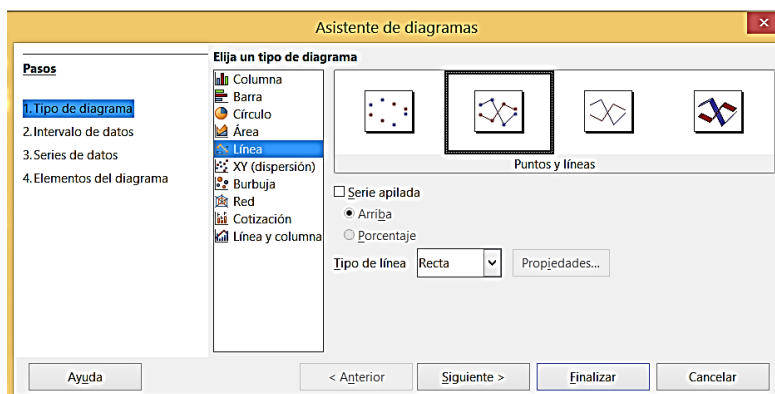 Asistente de diagramas
Pasos
1.Tipo de diagrama
2.Intervalo de datos
3.Series de datos
4.Elementos del diagrama
Elija un tipo de diagrama
Columna
Barra
Círculo
Área
Línea
XY (dispersión)
Burbuja
Red
Cotización
Línea y columna
Puntos y líneas
Serie apilada
Arriba
Porcentaje
Tipo de línea Recta Propiedades...
Ayuda < Anterior Siguiente > Finalizar Cancelar